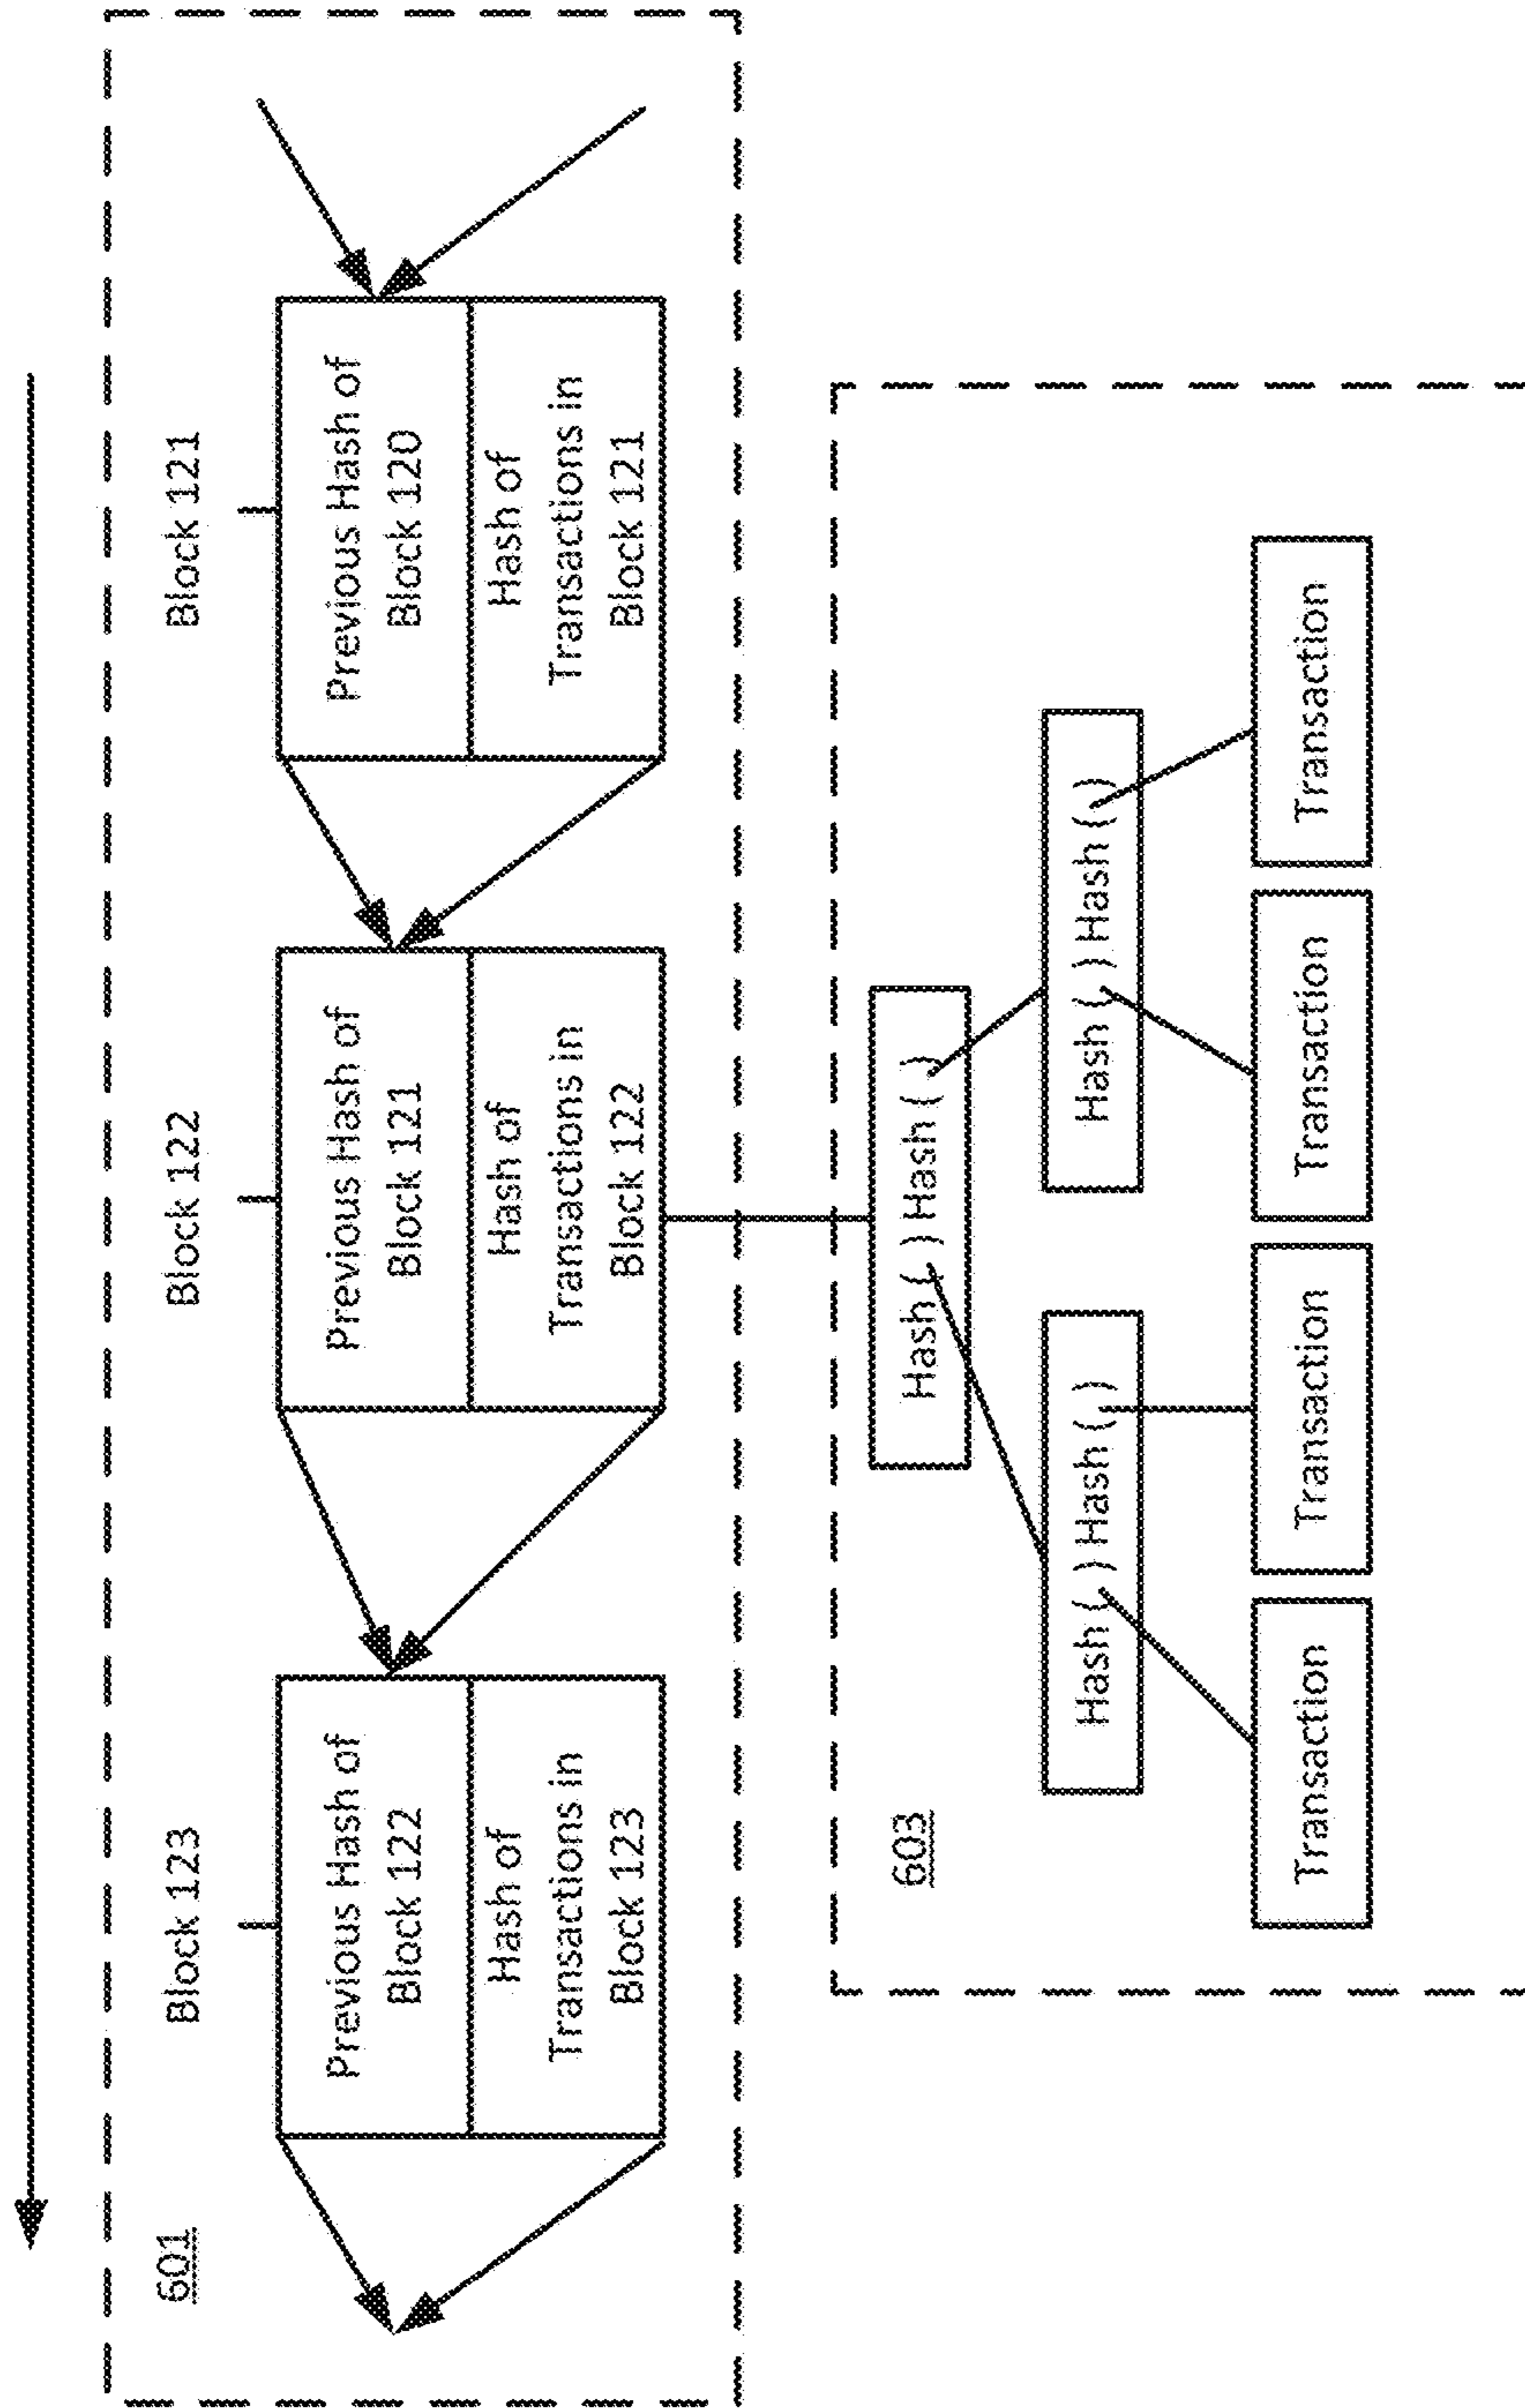 601
Block 123
Block 122
Block 121
Previous Hash of
Block 122
Hash of
Transactions in
Block 123
Previous Hash of
Block 121
Hash of
Transactions in
Block 122
Previous Hash of
Block 120
Hash of
Transactions in
Block 121
603
Hash ( ) Hash ( )
Hash ( ) Hash ( )
Hash ( ) Hash ( )
Transaction
Transaction
Transaction
Transaction